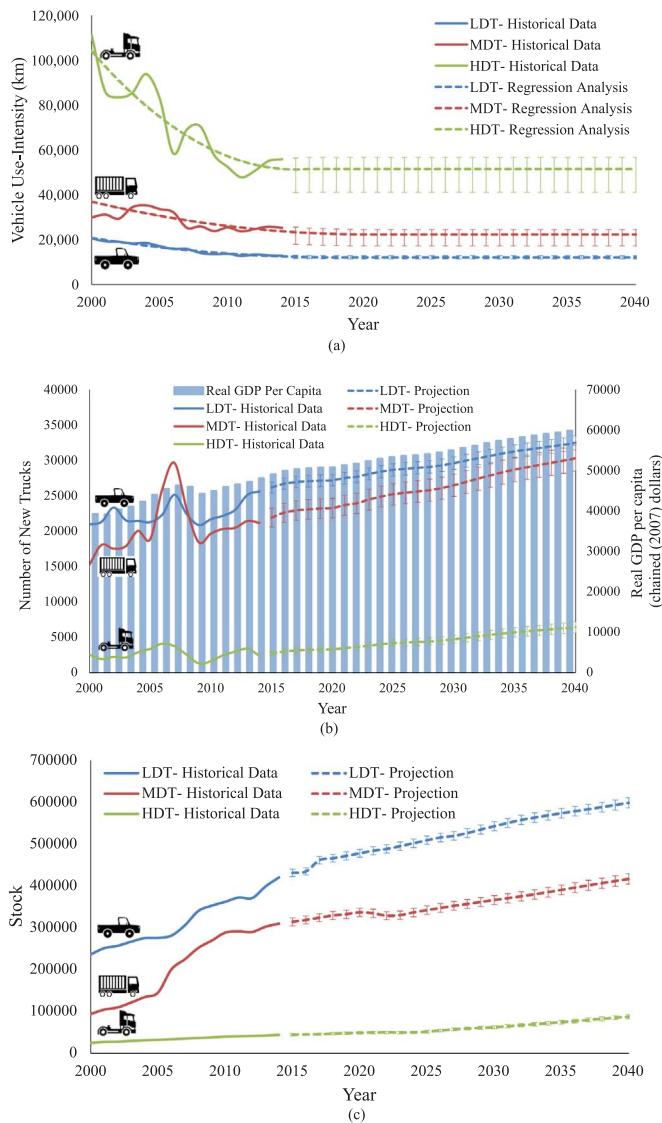 120,000
100,000
80,000
60,000
40,000
20,000
0
Vehicle Use-Intensity (km)
LDT- Historical Data
MDT- Historical Data
HDT- Historical Data
LDT- Regression Analysis
MDT- Regression Analysis
HDT- Regression Analysis
2000 2005 2010 2015 2020 2025 2030 2035 2040
Year
(a)
40000
35000
30000
25000
20000
15000
10000
5000
0
Number of New Trucks
Real GDP Per Capita LDT- Projection
LDT- Historical Data MDT- Projection
MDT- Historical Data HDT- Projection
HDT- Historical Data
70000
60000
50000
40000
30000
20000
10000
0
Real GDP per capita
(chained (2007) dollars)
2000 2005 2010 2015 2020 2025 2030 2035 2040
Year
(b)
700000
600000
500000
400000
300000
200000
100000
0
Stock
LDT- Historical Data LDT- Projection
MDT- Historical Data MDT- Projection
HDT- Historical Data HDT- Projection
2000 2005 2010 2015 2020 2025 2030 2035 2040
Year
(c)